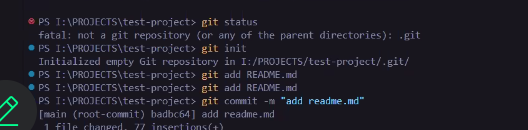 PS I:\PROJECTS\test-project> git status
fatal: not a git repository (or any of the parent directories): .git
PS I:\PROJECTS\test-project> git init
Initialized empty Git repository in I:/PROJECTS/test-project/.git/
PS I:\PROJECTS\test-project> git add README.md
PS I:\PROJECTS\test-project> git add README.md
PS I:\PROJECTS\test-project> git commit -m "add readme.md"
[main (root-commit) badbc64] add readme.md
1 file changed, 77 insertions(+)